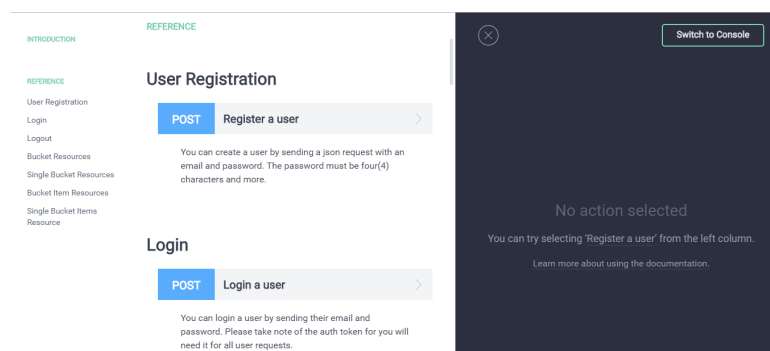 INTRODUCTION
REFERENCE
User Registration
Login
Logout
Bucket Resources
Single Bucket Resources
Bucket Item Resources
Single Bucket Items
Resource
REFERENCE
User Registration
POST Register a user
You can create a user by sending a json request with an
email and password. The password must be four(4)
characters and more.
Login
POST Login a user
You can login a user by sending their email and
password. Please take note of the auth token for you will
need it for all user requests.
Switch to Console
No action selected
You can try selecting 'Register a user' from the left column.
Learn more about using the documentation.